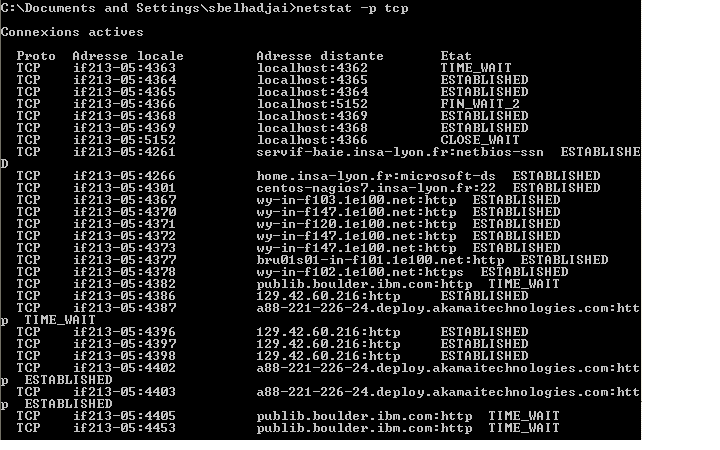 C:\Documents and Settings\sbelhadjai>netstat -p tcp
Connexions actives
Proto  Adresse locale         Adresse distante       Etat
TCP    if213-05:4363          localhost:4362         TIME_WAIT
TCP    if213-05:4364          localhost:4365         ESTABLISHED
TCP    if213-05:4365          localhost:4364         ESTABLISHED
TCP    if213-05:4366          localhost:5152         FIN_WAIT_2
TCP    if213-05:4368          localhost:4369         ESTABLISHED
TCP    if213-05:4369          localhost:4368         ESTABLISHED
TCP    if213-05:5152          localhost:4366         CLOSE_WAIT
TCP    if213-05:4261          servif-baie.insa-lyon.fr:netbios-ssn  ESTABLISHE
D
TCP    if213-05:4266          home.insa-lyon.fr:microsoft-ds  ESTABLISHED
TCP    if213-05:4301          centos-nagios7.insa-lyon.fr:22  ESTABLISHED
TCP    if213-05:4367          wy-in-f103.1e100.net:http  ESTABLISHED
TCP    if213-05:4370          wy-in-f147.1e100.net:http  ESTABLISHED
TCP    if213-05:4371          wy-in-f120.1e100.net:http  ESTABLISHED
TCP    if213-05:4372          wy-in-f147.1e100.net:http  ESTABLISHED
TCP    if213-05:4373          wy-in-f147.1e100.net:http  ESTABLISHED
TCP    if213-05:4377          bru01s01-in-f101.1e100.net:http  ESTABLISHED
TCP    if213-05:4378          wy-in-f102.1e100.net:https  ESTABLISHED
TCP    if213-05:4382          publib.boulder.ibm.com:http  TIME_WAIT
TCP    if213-05:4386          129.42.60.216:http     ESTABLISHED
TCP    if213-05:4387          a88-221-226-24.deploy.akamaitechnologies.com:htt
p  TIME_WAIT
TCP    if213-05:4396          129.42.60.216:http     ESTABLISHED
TCP    if213-05:4397          129.42.60.216:http     ESTABLISHED
TCP    if213-05:4398          129.42.60.216:http     ESTABLISHED
TCP    if213-05:4402          a88-221-226-24.deploy.akamaitechnologies.com:htt
p  ESTABLISHED
TCP    if213-05:4403          a88-221-226-24.deploy.akamaitechnologies.com:htt
p  ESTABLISHED
TCP    if213-05:4405          publib.boulder.ibm.com:http  TIME_WAIT
TCP    if213-05:4453          publib.boulder.ibm.com:http  TIME_WAIT